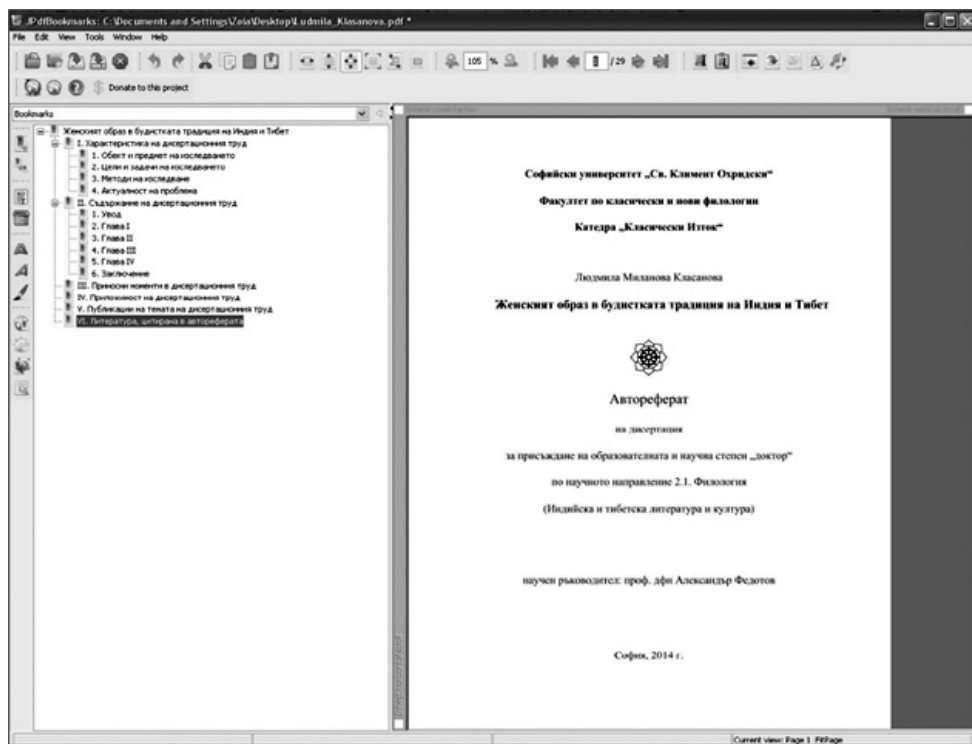 JPdfBookmarks: C:\Documents and Settings\Zoia\Desktop\Ludmila_Klasanova.pdf *
File Edit View Tools Window Help
105 % / 29
Donate to this project
Bookmarks
Женският образ в будистката традиция на Индия и Тибет
I. Характеристика на дисертационния труд
1. Обект и предмет на изследването
2. Цели и задачи на изследването
3. Методи на изследване
4. Актуалност на проблема
II. Съдържание на дисертационния труд
1. Увод
2. Глава I
3. Глава II
4. Глава III
5. Глава IV
6. Заключение
III. Приносни моменти в дисертационния труд
IV. Приложимост на дисертационния труд
V. Публикации на темата на дисертационния труд
VI. Литература, цитирана в автореферата
Софийски университет „Св. Климент Охридски“
Факултет по класически и нови филологии
Катедра „Класически Изток“
Людмила Миланова Класанова
Женският образ в будистката традиция на Индия и Тибет
Автореферат
на дисертация
за присъждане на образователната и научна степен „доктор“
по научното направление 2.1. Филология
(Индийска и тибетска литература и култура)
научен ръководител: проф. дфн Александър Федотов
София, 2014 г.
Current view: Page 1 FitPage